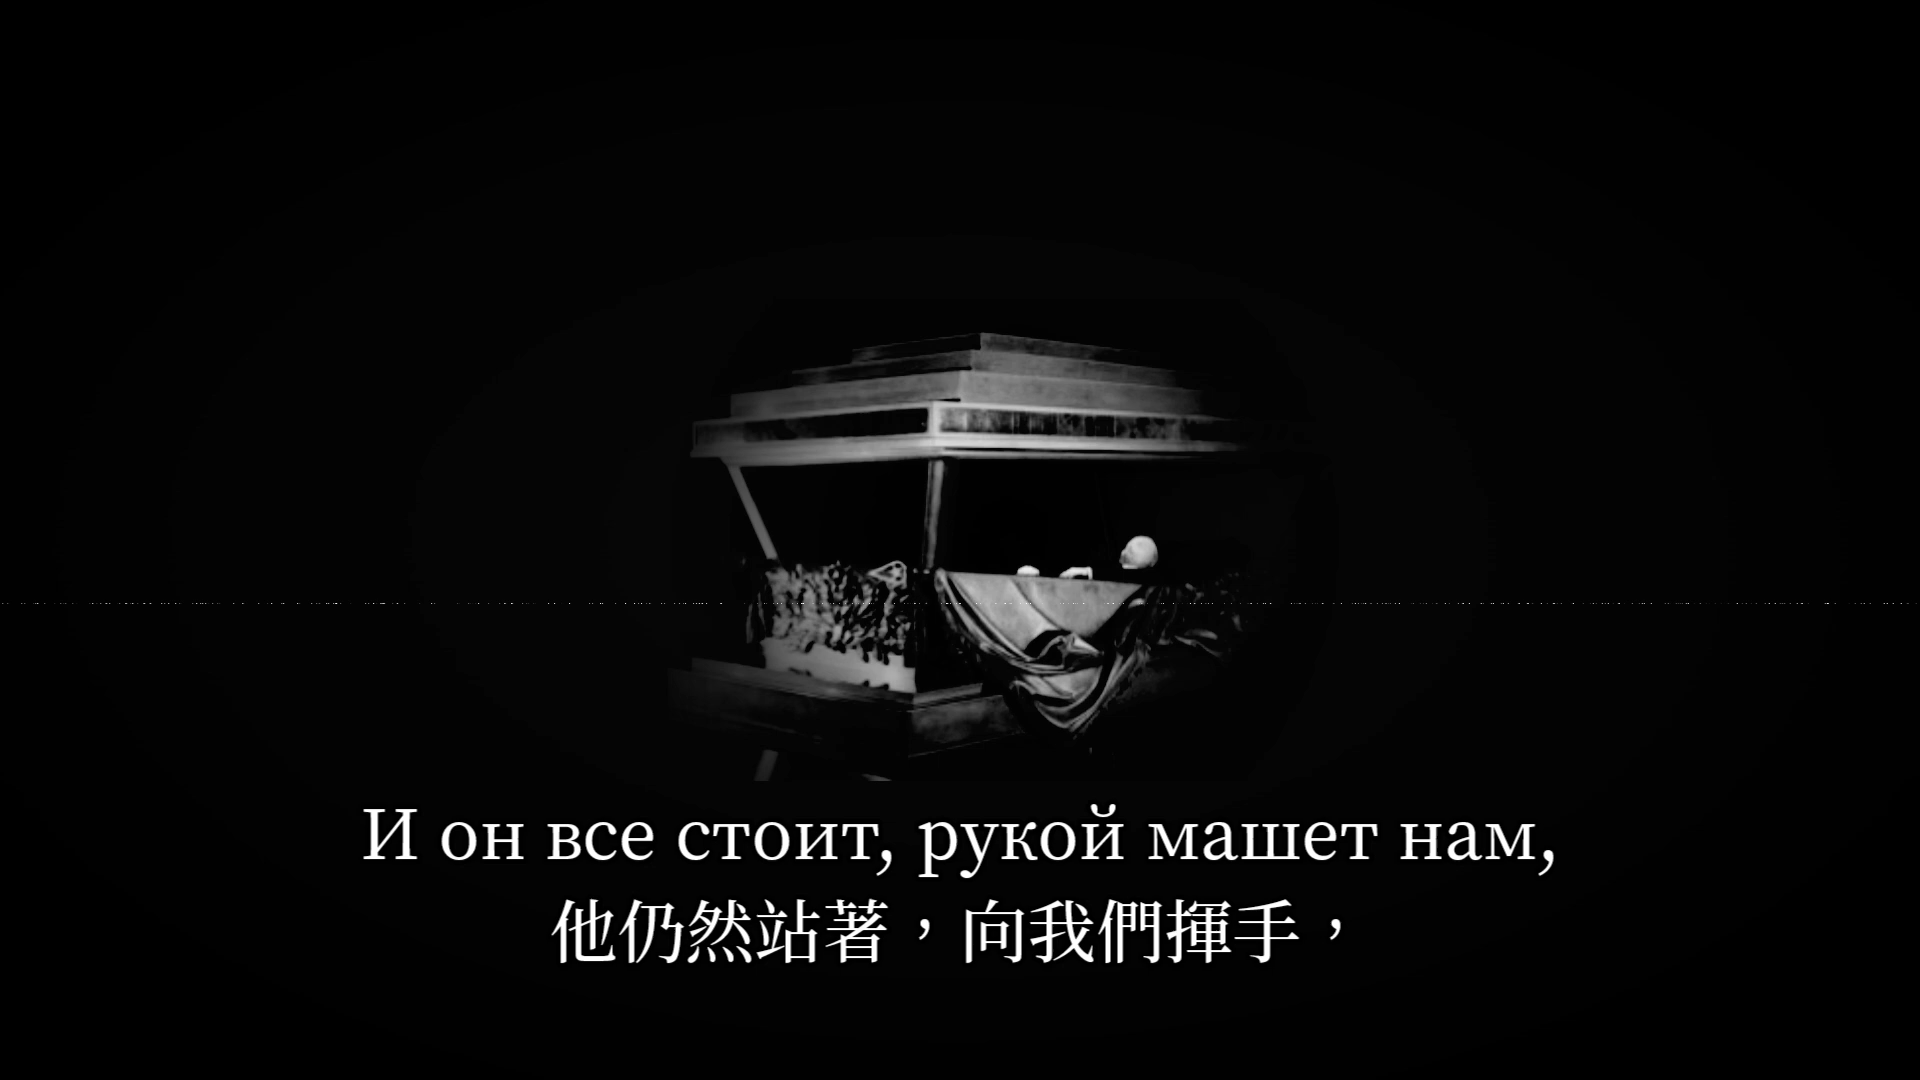 И он все стоит, рукой машет нам,
他仍然站著，向我們揮手，